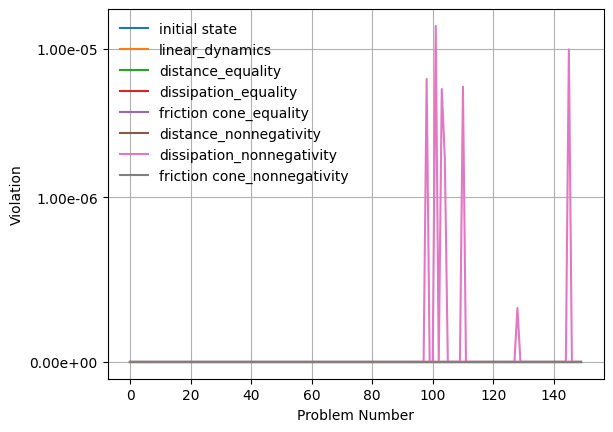 initial state
linear_dynamics
distance_equality
dissipation_equality
friction cone_equality
distance_nonnegativity
dissipation_nonnegativity
friction cone_nonnegativity
1.00e-05
1.00e-06
0.00e+00
Violation
0 20 40 60 80 100 120 140
Problem Number